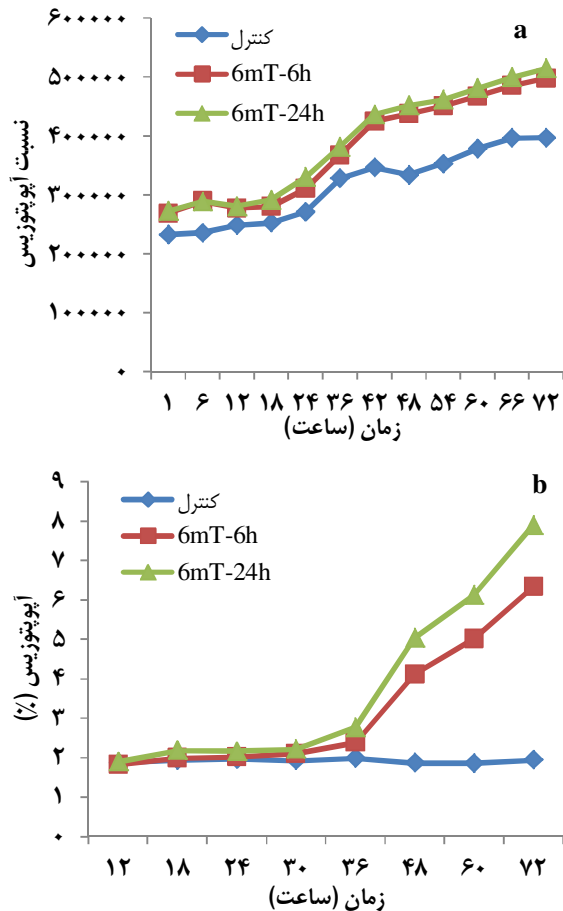 a
کنترل
6mT-6h
6mT-24h
نسبت آپوپتوزیس
۶۰۰۰۰۰
۵۰۰۰۰۰
۴۰۰۰۰۰
۳۰۰۰۰۰
۲۰۰۰۰۰
۱۰۰۰۰۰
۰
۱ ۶ ۱۲ ۱۸ ۲۴ ۳۶ ۴۲ ۴۸ ۵۴ ۶۰ ۶۶ ۷۲
زمان (ساعت)
b
کنترل
6mT-6h
6mT-24h
آپوپتوزیس (%)
۹
۸
۷
۶
۵
۴
۳
۲
۱
۰
۱۲ ۱۸ ۲۴ ۳۰ ۳۶ ۴۸ ۶۰ ۷۲
زمان (ساعت)